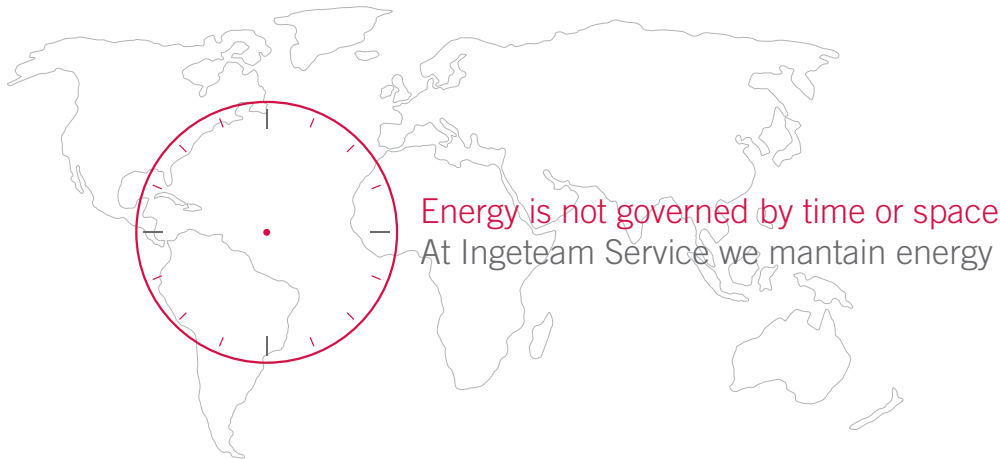 Energy is not governed by time or space
At Ingeteam Service we mantain energy